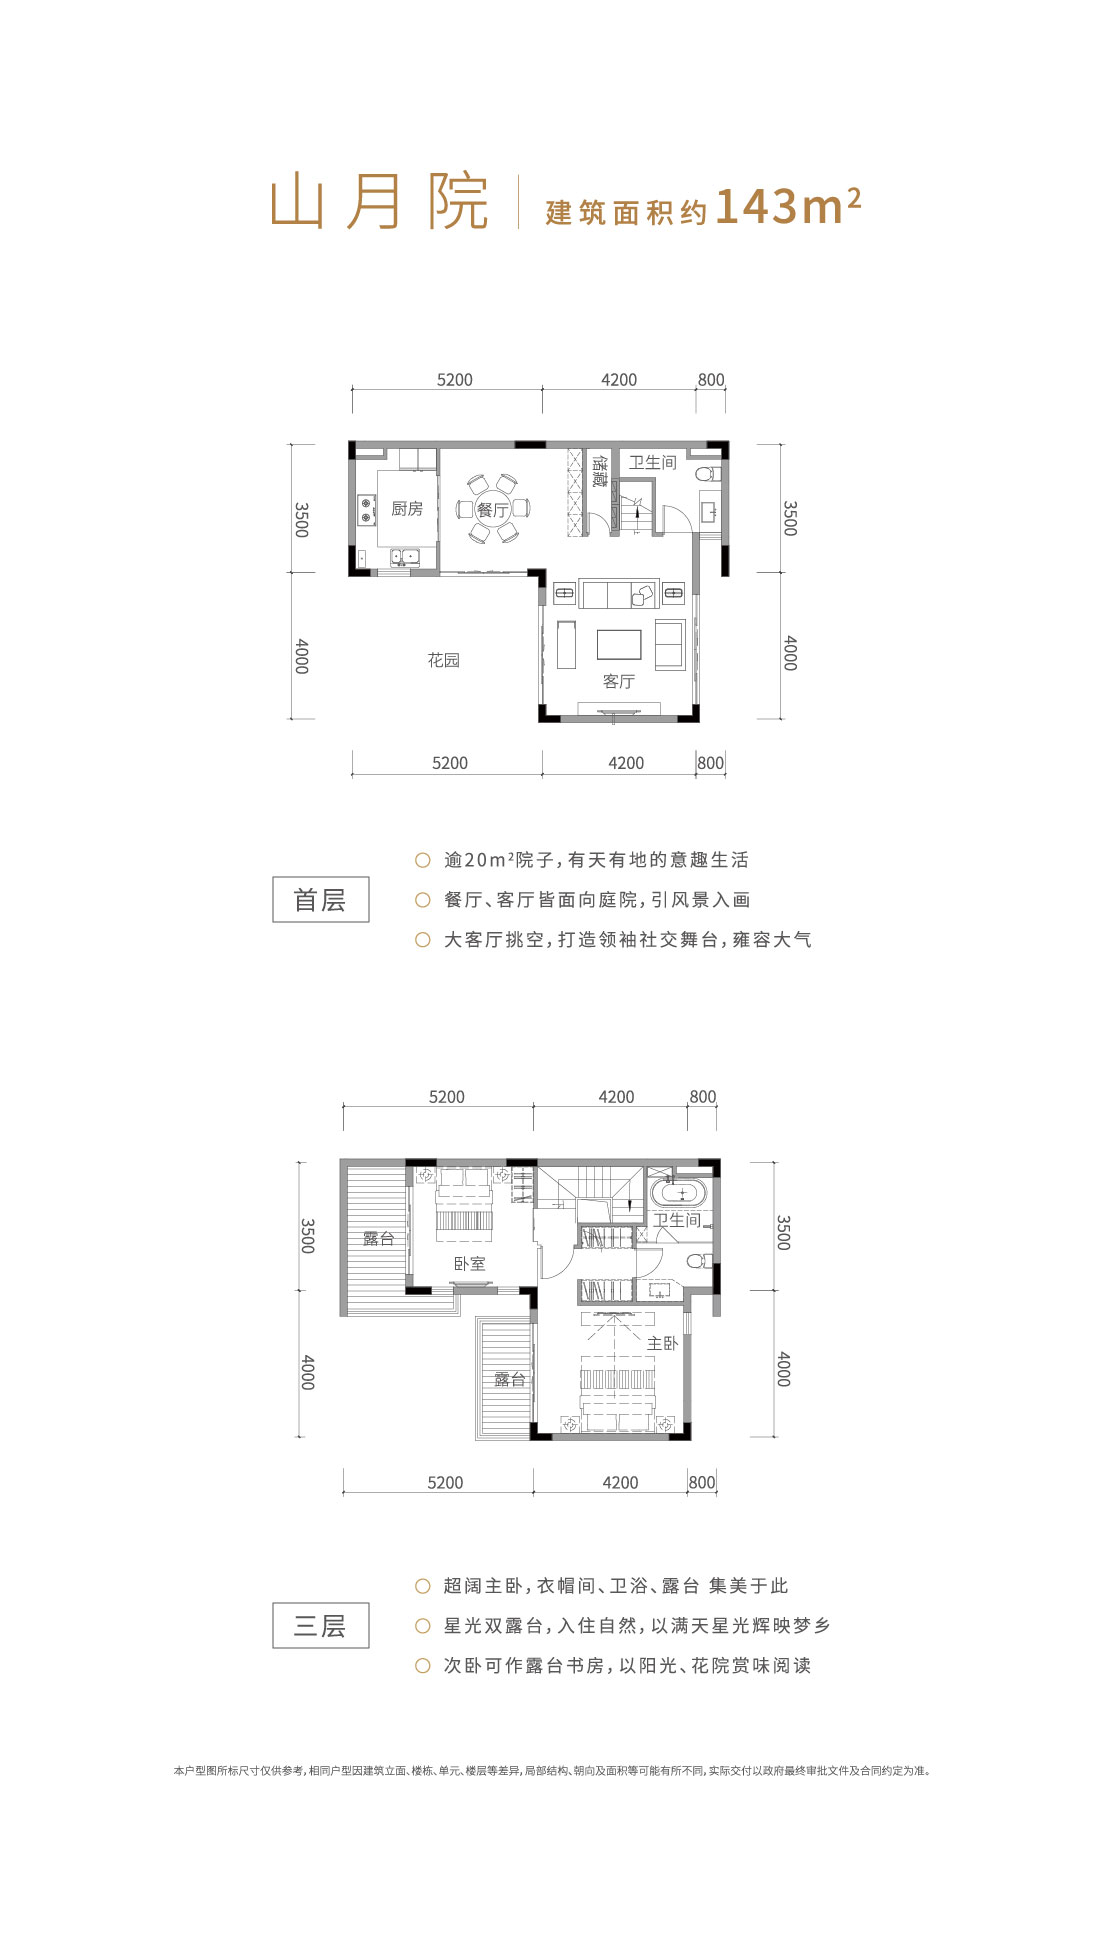 山月院 建筑面积约143m²
5200 4200 800
储藏
卫生间
厨房
餐厅
3500
3500
4000
4000
花园
客厅
5200 4200 800
首层
逾20m²院子，有天有地的意趣生活
餐厅、客厅皆面向庭院，引风景入画
大客厅挑空，打造领袖社交舞台，雍容大气
5200 4200 800
卫生间
露台
卧室
3500
3500
主卧
露台
4000
4000
5200 4200 800
三层
超阔主卧，衣帽间、卫浴、露台 集美于此
星光双露台，入住自然，以满天星光辉映梦乡
次卧可作露台书房，以阳光、花院赏味阅读
本户型图所标尺寸仅供参考，相同户型因建筑立面、楼栋、单元、楼层等差异，局部结构、朝向及面积等可能有所不同，实际交付以政府最终审批文件及合同约定为准。